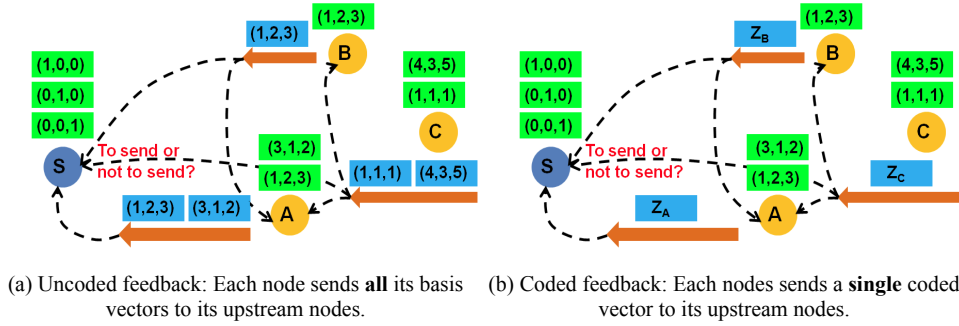 (1,2,3)
(1,2,3)
B
(1,0,0)
(0,1,0)
(0,0,1)
S
(4,3,5)
(1,1,1)
C
To send or
not to send?
(3,1,2)
(1,2,3)
A
(1,1,1) (4,3,5)
(1,2,3) (3,1,2)
(a) Uncoded feedback: Each node sends all its basis
vectors to its upstream nodes.
(1,2,3)
Z_B
B
(1,0,0)
(0,1,0)
(0,0,1)
S
(4,3,5)
(1,1,1)
C
To send or
not to send?
(3,1,2)
(1,2,3)
A
Z_C
Z_A
(b) Coded feedback: Each nodes sends a single coded
vector to its upstream nodes.